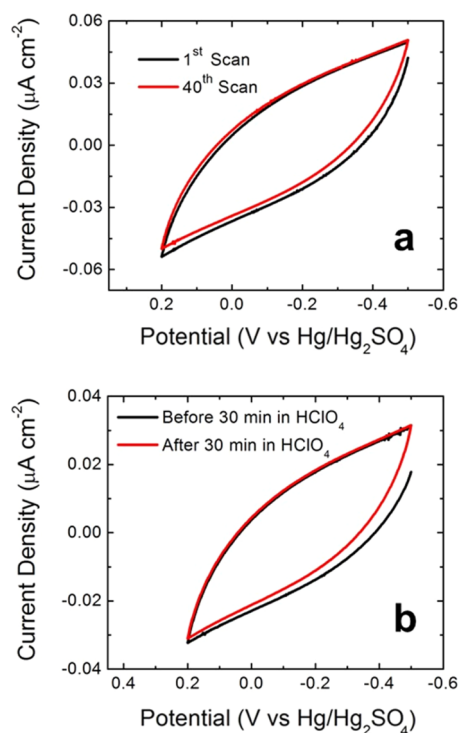 0.06
0.03
0.00
-0.03
-0.06
Current Density (μA cm⁻²)
1ˢᵗ Scan
40ᵗʰ Scan
a
0.2 0.0 -0.2 -0.4 -0.6
Potential (V vs Hg/Hg₂SO₄)
0.04
0.02
0.00
-0.02
-0.04
Current Density (μA cm⁻²)
Before 30 min in HClO₄
After 30 min in HClO₄
b
0.4 0.2 0.0 -0.2 -0.4 -0.6
Potential (V vs Hg/Hg₂SO₄)